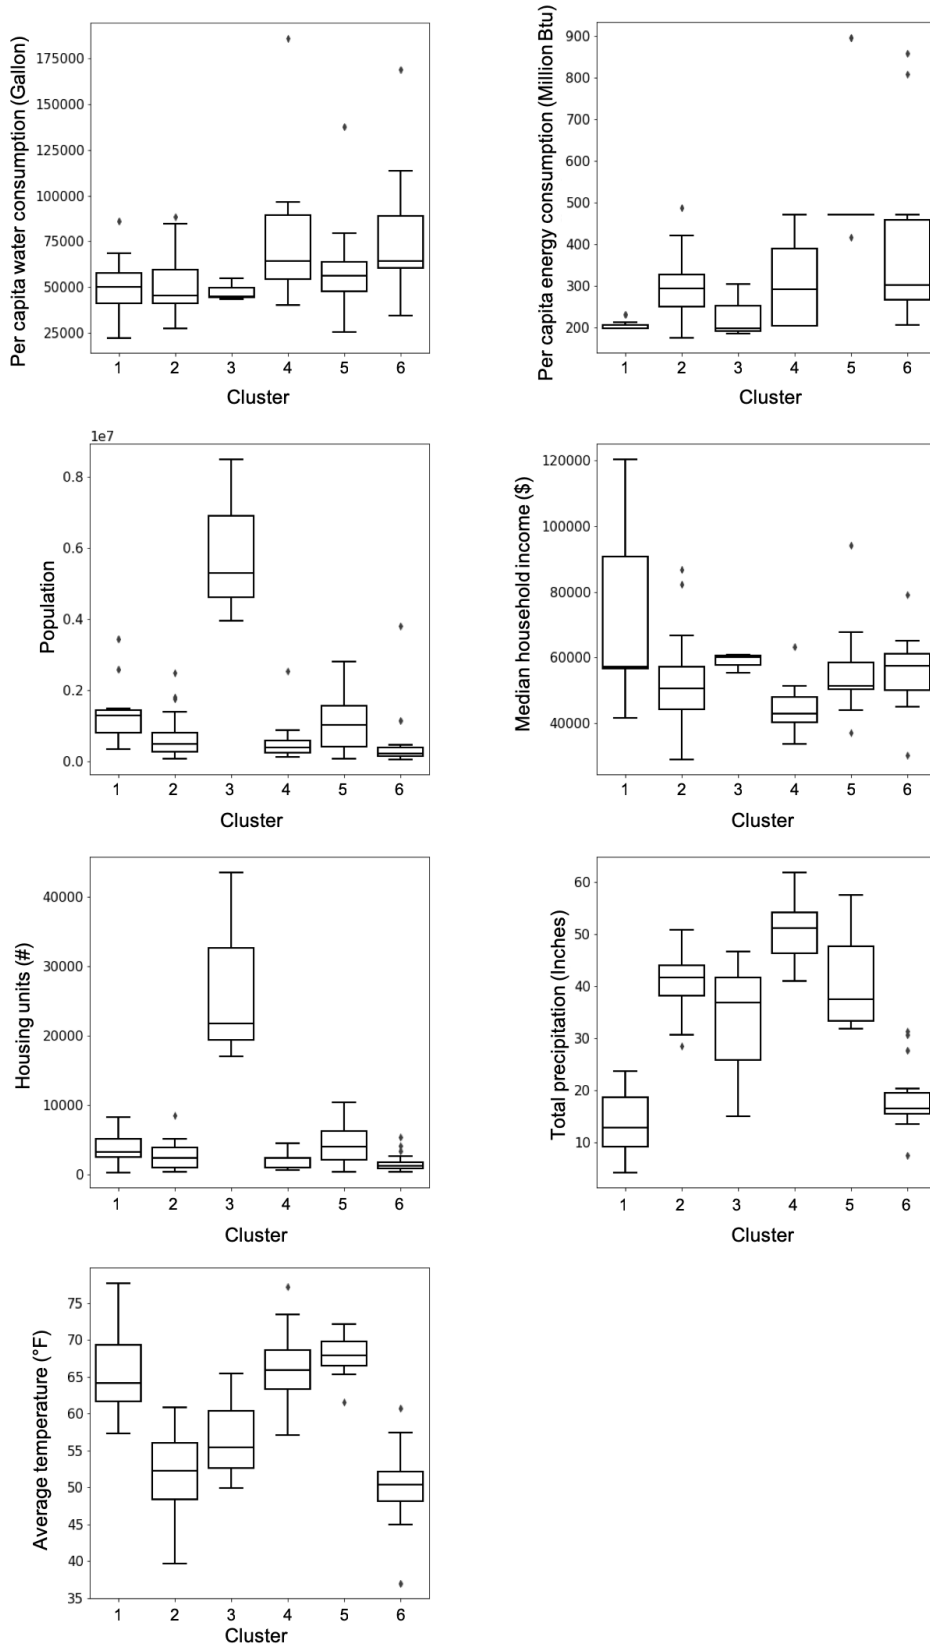 Per capita water consumption (Gallon)
175000
150000
125000
100000
75000
50000
25000
1 2 3 4 5 6
Cluster
Per capita energy consumption (Million Btu)
900
800
700
600
500
400
300
200
1 2 3 4 5 6
Cluster
1e7
Population
0.8
0.6
0.4
0.2
0.0
1 2 3 4 5 6
Cluster
Median household income ($)
120000
100000
80000
60000
40000
1 2 3 4 5 6
Cluster
Housing units (#)
40000
30000
20000
10000
0
1 2 3 4 5 6
Cluster
Total precipitation (Inches)
60
50
40
30
20
10
1 2 3 4 5 6
Cluster
Average temperature (°F)
75
70
65
60
55
50
45
40
35
1 2 3 4 5 6
Cluster